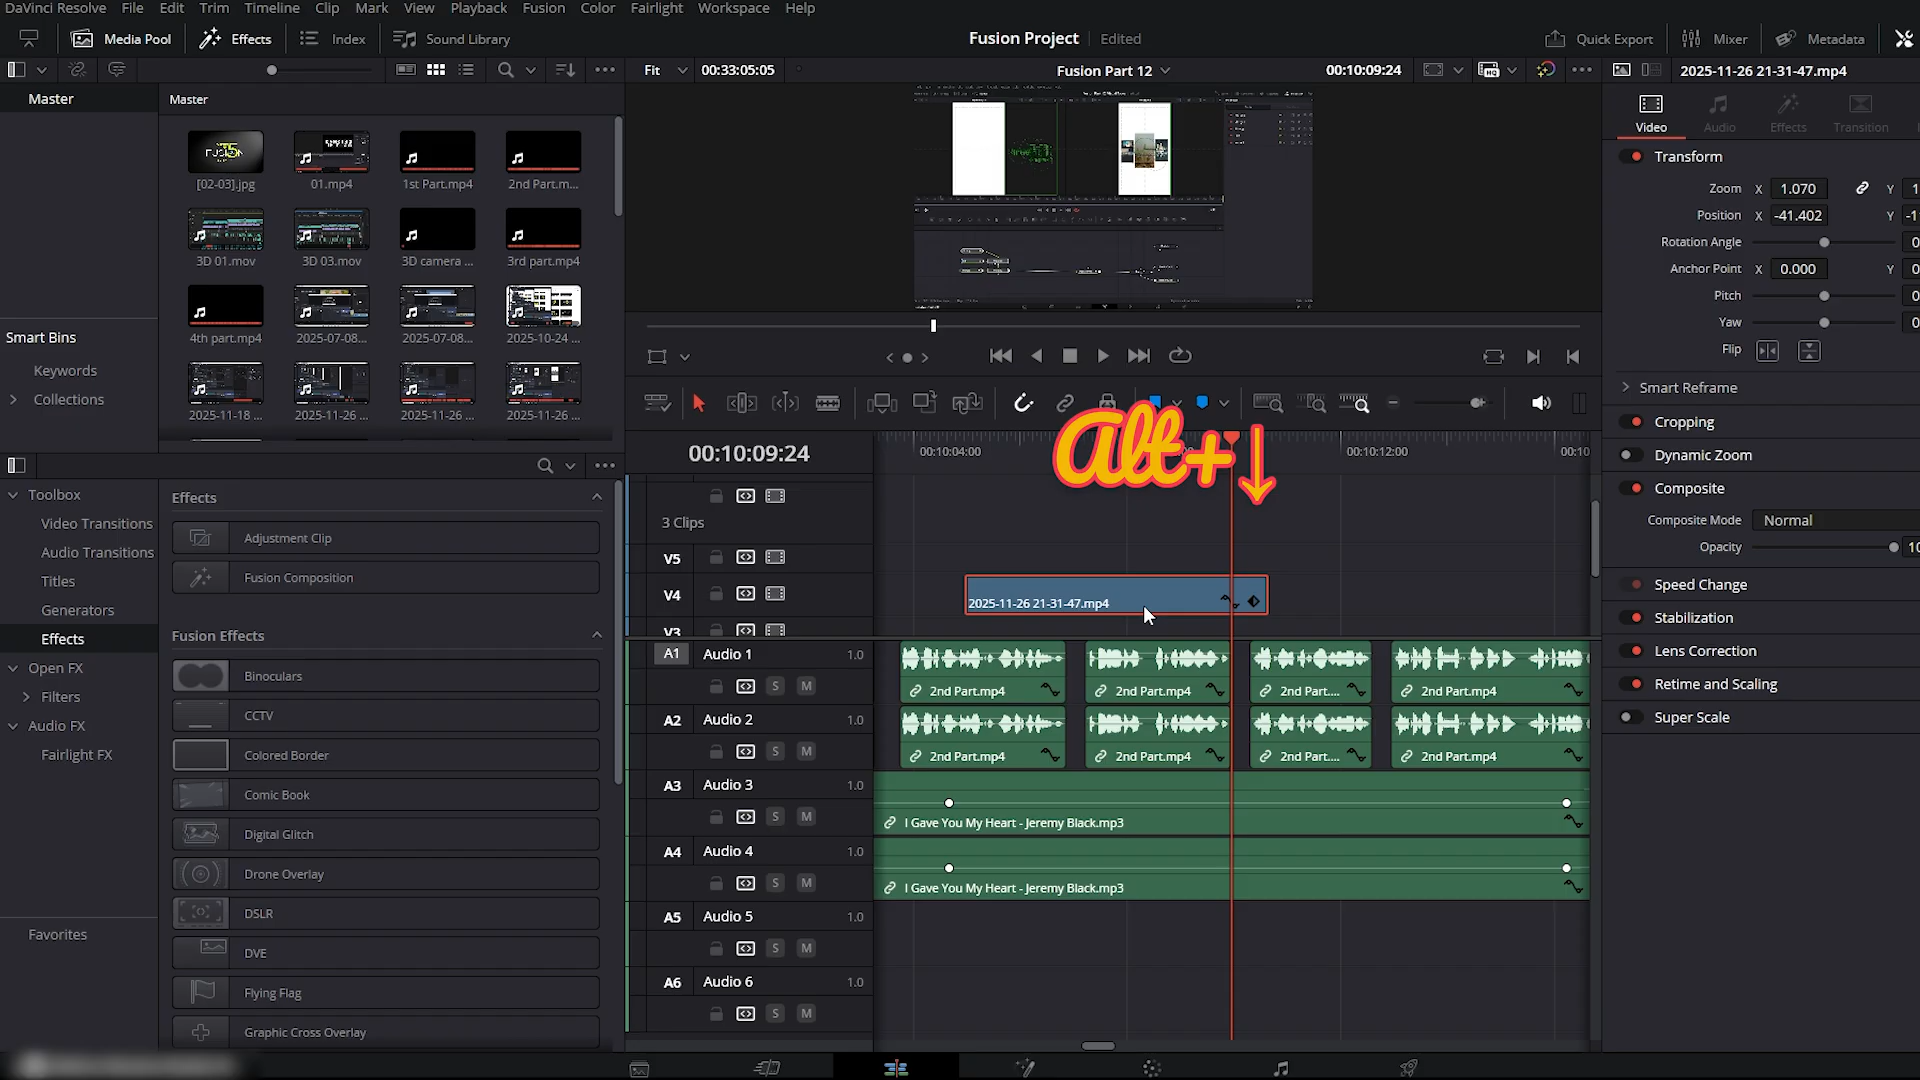 DaVinci Resolve File Edit Trim Timeline Clip Mark View Playback Fusion Color Fairlight Workspace Help
Media Pool Effects Index Sound Library Fusion Project Edited Quick Export Mixer Metadata
Fit 00:33:05:05 Fusion Part 12 00:10:09:24 2025-11-26 21-31-47.mp4
Master Master
Video Audio Effects Transition
[02-03].jpg 01.mp4 1st Part.mp4 2nd Part.m...
3D 01.mov 3D 03.mov 3D camera ... 3rd part.mp4
4th part.mp4 2025-07-08... 2025-07-08... 2025-10-24 ...
2025-11-18 ... 2025-11-26 ... 2025-11-26 ... 2025-11-26 ...
Smart Bins
Keywords
Collections
Transform
Zoom X 1.070 Y 1
Position X -41.402 Y -1
Rotation Angle 0
Anchor Point X 0.000 Y 0
Pitch 0
Yaw 0
Flip
Smart Reframe
Cropping
Dynamic Zoom
Composite
Composite Mode Normal
Opacity 10
Speed Change
Stabilization
Lens Correction
Retime and Scaling
Super Scale
Alt+↓
00:10:09:24 00:10:04:00 00:10:12:00 00:10
3 Clips
V5
V4 2025-11-26 21-31-47.mp4
V3
A1 Audio 1 1.0
S M 2nd Part.mp4 2nd Part.mp4 2nd Part.... 2nd Part.mp4
A2 Audio 2 1.0
S M 2nd Part.mp4 2nd Part.mp4 2nd Part.... 2nd Part.mp4
A3 Audio 3 1.0
S M I Gave You My Heart - Jeremy Black.mp3
A4 Audio 4 1.0
S M I Gave You My Heart - Jeremy Black.mp3
A5 Audio 5 1.0
S M
A6 Audio 6 1.0
S M
Toolbox
Video Transitions
Audio Transitions
Titles
Generators
Effects
Open FX
Filters
Audio FX
Fairlight FX
Favorites
Effects
Adjustment Clip
Fusion Composition
Fusion Effects
Binoculars
CCTV
Colored Border
Comic Book
Digital Glitch
Drone Overlay
DSLR
DVE
Flying Flag
Graphic Cross Overlay